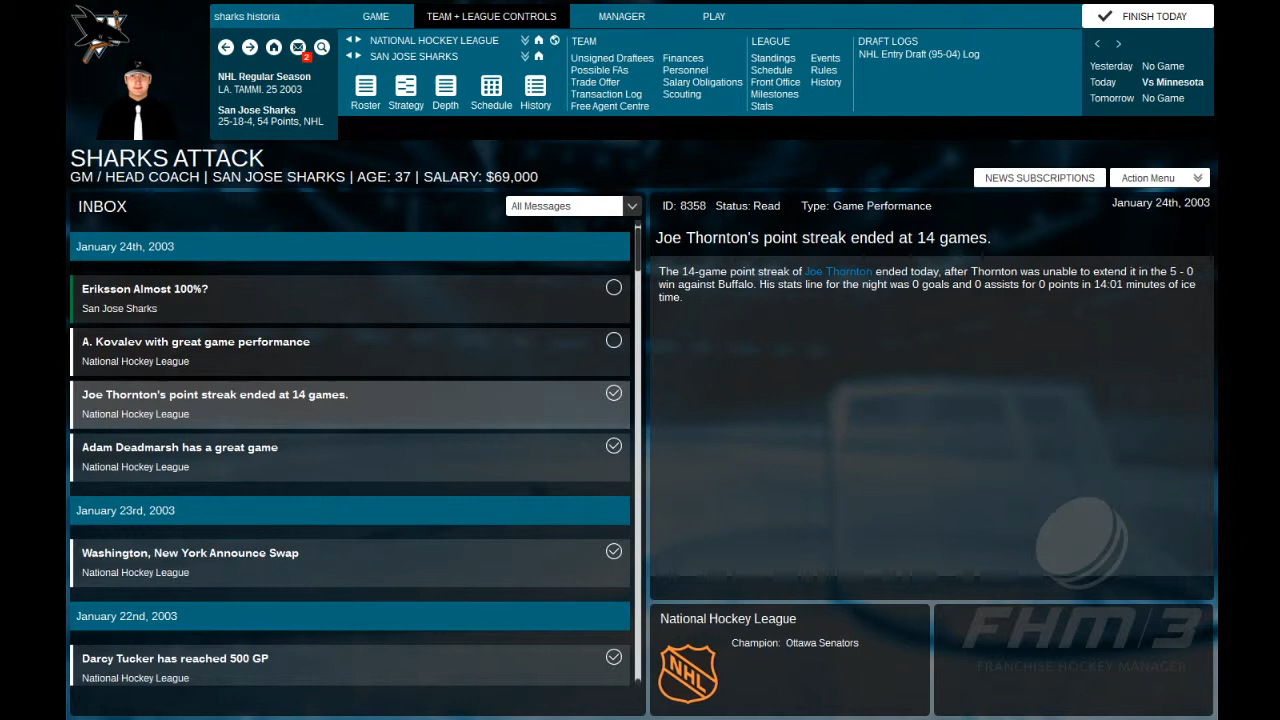 sharks historia
GAME
TEAM + LEAGUE CONTROLS
MANAGER
PLAY
FINISH TODAY
2
NHL Regular Season
LA. TAMMI. 25 2003
San Jose Sharks
25-18-4, 54 Points, NHL
NATIONAL HOCKEY LEAGUE
SAN JOSE SHARKS
Roster
Strategy
Depth
Schedule
History
TEAM
Unsigned Draftees
Possible FAs
Trade Offer
Transaction Log
Free Agent Centre
Finances
Personnel
Salary Obligations
Scouting
LEAGUE
Standings
Schedule
Front Office
Milestones
Stats
Events
Rules
History
DRAFT LOGS
NHL Entry Draft (95-04) Log
Yesterday No Game
Today Vs Minnesota
Tomorrow No Game
SHARKS ATTACK
GM / HEAD COACH | SAN JOSE SHARKS | AGE: 37 | SALARY: $69,000
NEWS SUBSCRIPTIONS
Action Menu
INBOX
All Messages
January 24th, 2003
Eriksson Almost 100%?
San Jose Sharks
A. Kovalev with great game performance
National Hockey League
Joe Thornton's point streak ended at 14 games.
National Hockey League
Adam Deadmarsh has a great game
National Hockey League
January 23rd, 2003
Washington, New York Announce Swap
National Hockey League
January 22nd, 2003
Darcy Tucker has reached 500 GP
National Hockey League
ID: 8358 Status: Read Type: Game Performance
January 24th, 2003
Joe Thornton's point streak ended at 14 games.
The 14-game point streak of Joe Thornton ended today, after Thornton was unable to extend it in the 5 - 0
win against Buffalo. His stats line for the night was 0 goals and 0 assists for 0 points in 14:01 minutes of ice
time.
National Hockey League
Champion: Ottawa Senators
NHL
FHM/3
FRANCHISE HOCKEY MANAGER